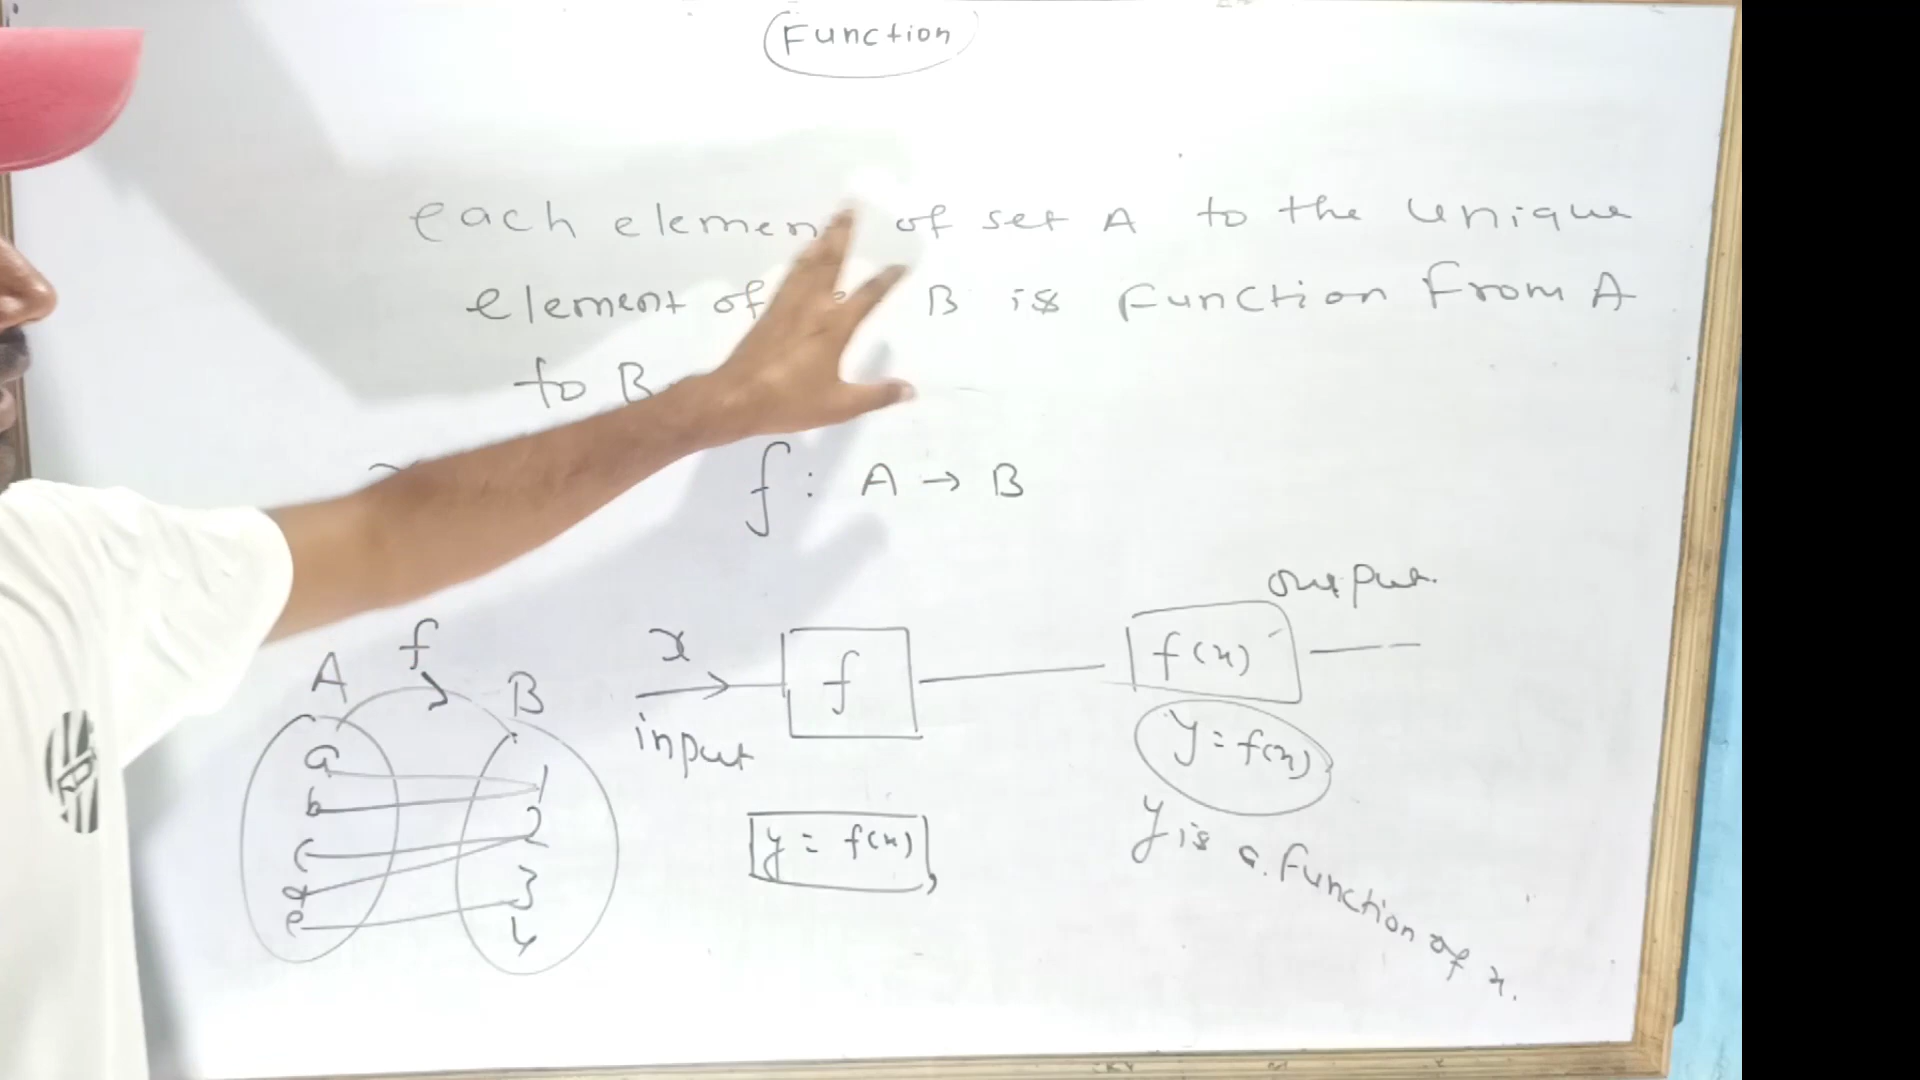 Function
each element of set A to the unique
element of B is Function From A
to B
f : A → B
output.
A f B
x
f
f(x)
input
y = f(x)
a
b
c
d
e
1
2
3
4
y = f(x),
y is a function of x.